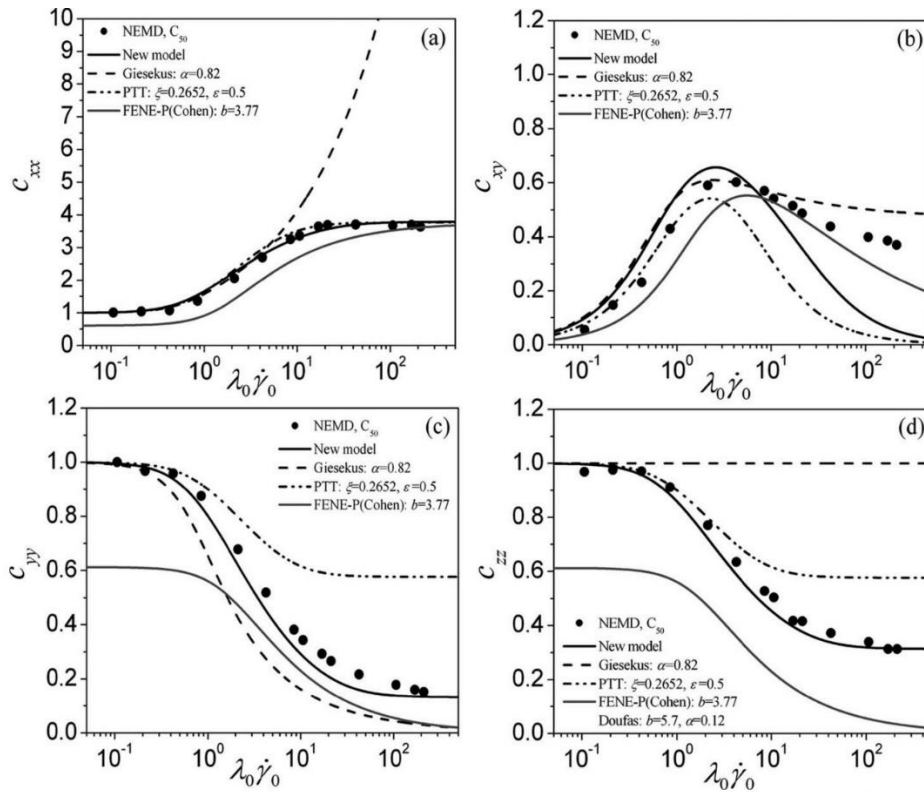 (a)
NEMD, C₅₀
New model
Giesekus: α=0.82
PTT: ξ=0.2652, ε=0.5
FENE-P(Cohen): b=3.77
10
9
8
7
6
5
4
3
2
1
0
c_xx
10⁻¹ 10⁰ 10¹ 10²
λ₀γ̇₀
(b)
NEMD, C₅₀
New model
Giesekus: α=0.82
PTT: ξ=0.2652, ε=0.5
FENE-P(Cohen): b=3.77
1.2
1.0
0.8
0.6
0.4
0.2
0.0
c_xy
10⁻¹ 10⁰ 10¹ 10²
λ₀γ̇₀
(c)
NEMD, C₅₀
New model
Giesekus: α=0.82
PTT: ξ=0.2652, ε=0.5
FENE-P(Cohen): b=3.77
1.2
1.0
0.8
0.6
0.4
0.2
0.0
c_yy
10⁻¹ 10⁰ 10¹ 10²
λ₀γ̇₀
(d)
1.2
1.0
0.8
0.6
0.4
0.2
0.0
c_zz
NEMD, C₅₀
New model
Giesekus: α=0.82
PTT: ξ=0.2652, ε=0.5
FENE-P(Cohen): b=3.77
Doufas: b=5.7, α=0.12
10⁻¹ 10⁰ 10¹ 10²
λ₀γ̇₀